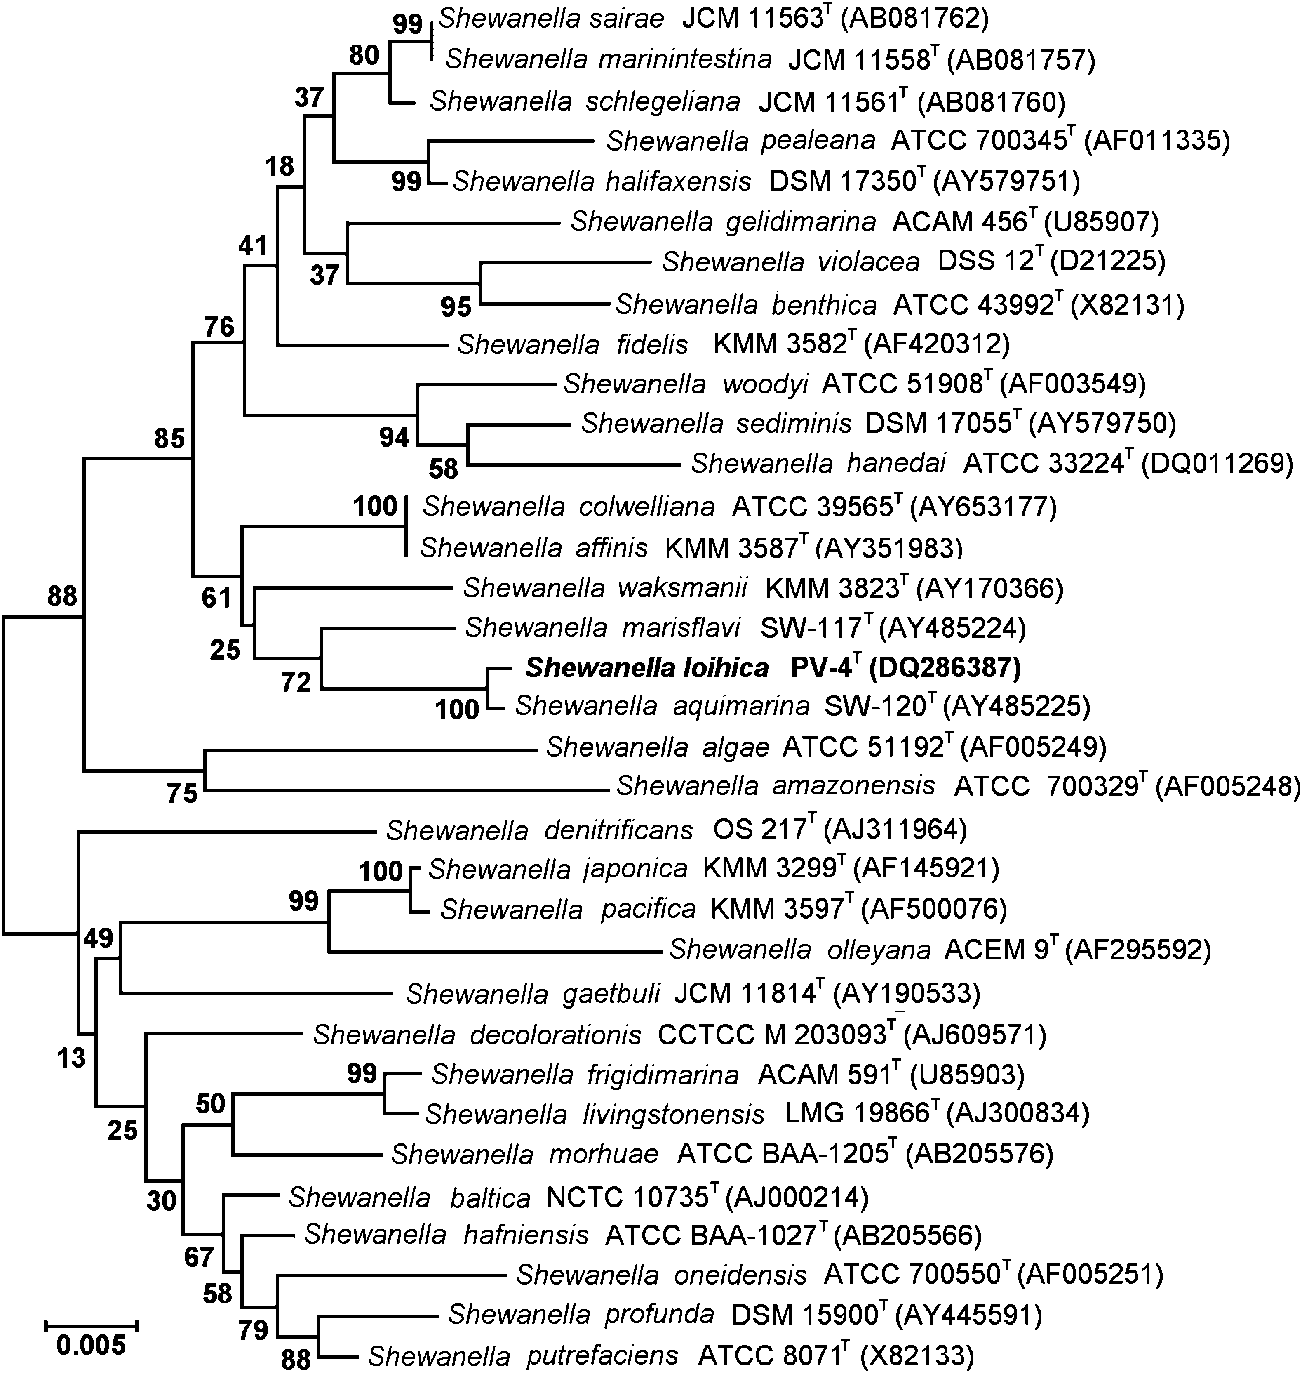 99 Shewanella sairae JCM 11563T (AB081762)
80 Shewanella marinintestina JCM 11558T (AB081757)
37 Shewanella schlegeliana JCM 11561T (AB081760)
Shewanella pealeana ATCC 700345T (AF011335)
18 99 Shewanella halifaxensis DSM 17350T (AY579751)
Shewanella gelidimarina ACAM 456T (U85907)
41 37 Shewanella violacea DSS 12T (D21225)
95 Shewanella benthica ATCC 43992T (X82131)
76 Shewanella fidelis KMM 3582T (AF420312)
Shewanella woodyi ATCC 51908T (AF003549)
85 94 Shewanella sediminis DSM 17055T (AY579750)
58 Shewanella hanedai ATCC 33224T (DQ011269)
100 Shewanella colwelliana ATCC 39565T (AY653177)
Shewanella affinis KMM 3587T (AY351983)
88 61 Shewanella waksmanii KMM 3823T (AY170366)
25 Shewanella marisflavi SW-117T (AY485224)
72 Shewanella loihica PV-4T (DQ286387)
100 Shewanella aquimarina SW-120T (AY485225)
Shewanella algae ATCC 51192T (AF005249)
75 Shewanella amazonensis ATCC 700329T (AF005248)
Shewanella denitrificans OS 217T (AJ311964)
100 Shewanella japonica KMM 3299T (AF145921)
99 Shewanella pacifica KMM 3597T (AF500076)
49 Shewanella olleyana ACEM 9T (AF295592)
Shewanella gaetbuli JCM 11814T (AY190533)
13 Shewanella decolorationis CCTCC M 203093T (AJ609571)
99 Shewanella frigidimarina ACAM 591T (U85903)
25 50 Shewanella livingstonensis LMG 19866T (AJ300834)
Shewanella morhuae ATCC BAA-1205T (AB205576)
30 Shewanella baltica NCTC 10735T (AJ000214)
67 Shewanella hafniensis ATCC BAA-1027T (AB205566)
58 Shewanella oneidensis ATCC 700550T (AF005251)
79 Shewanella profunda DSM 15900T (AY445591)
88 Shewanella putrefaciens ATCC 8071T (X82133)
0.005